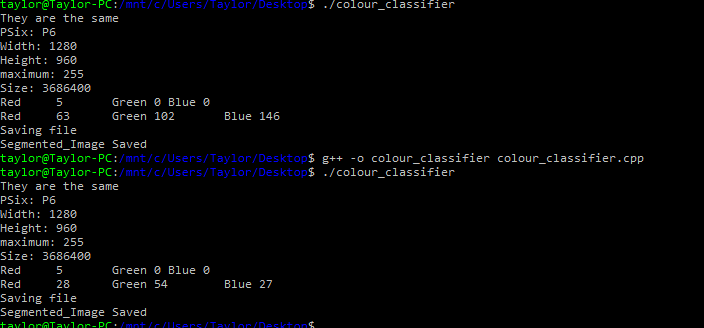 taylor@Taylor-PC:/mnt/c/Users/Taylor/Desktop$ ./colour_classifier
They are the same
PSix: P6
Width: 1280
Height: 960
maximum: 255
Size: 3686400
Red 5 Green 0 Blue 0
Red 63 Green 102 Blue 146
Saving file
Segmented_Image Saved
taylor@Taylor-PC:/mnt/c/Users/Taylor/Desktop$ g++ -o colour_classifier colour_classifier.cpp
taylor@Taylor-PC:/mnt/c/Users/Taylor/Desktop$ ./colour_classifier
They are the same
PSix: P6
Width: 1280
Height: 960
maximum: 255
Size: 3686400
Red 5 Green 0 Blue 0
Red 28 Green 54 Blue 27
Saving file
Segmented_Image Saved
taylor@Taylor-PC:/mnt/c/Users/Taylor/Desktop$